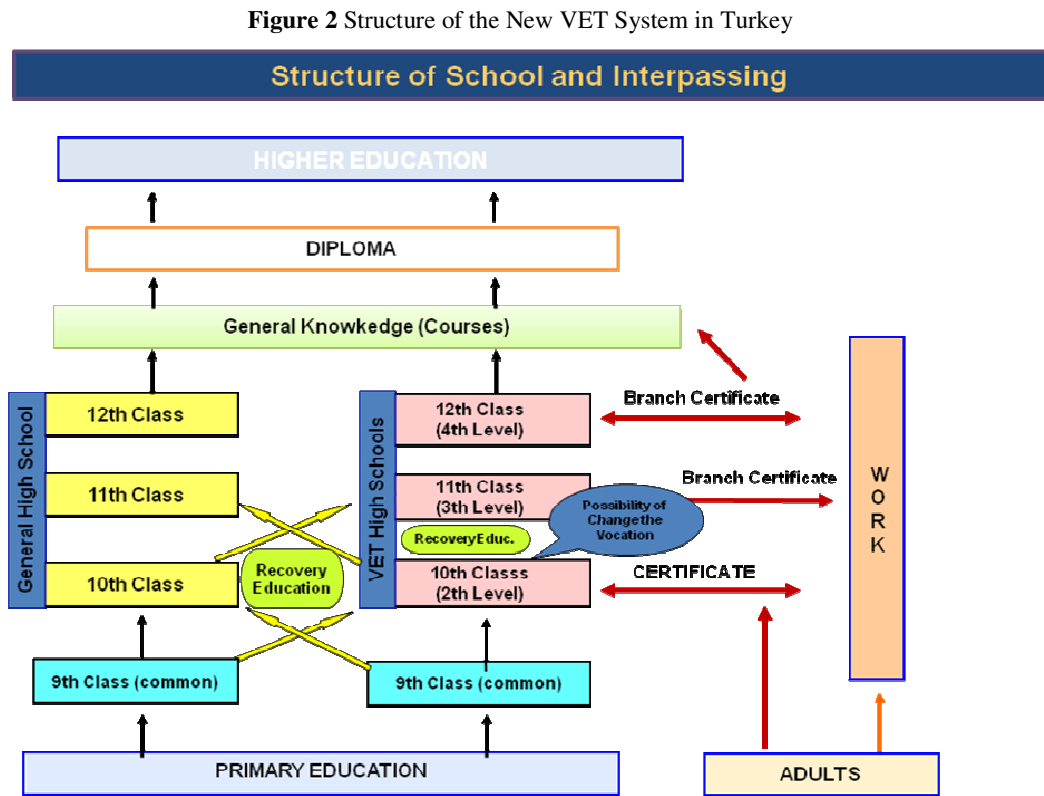 Figure 2 Structure of the New VET System in Turkey
Structure of School and Interpassing
HIGHER EDUCATION
DIPLOMA
General Knowkedge (Courses)
General High School
12th Class
11th Class
10th Class
9th Class (common)
Recovery
Education
VET High Schools
12th Class
(4th Level)
11th Class
(3th Level)
Recovery Educ.
10th Classs
(2th Level)
9th Class (common)
Possibility of
Change the
Vocation
Branch Certificate
Branch Certificate
CERTIFICATE
W
O
R
K
PRIMARY EDUCATION
ADULTS